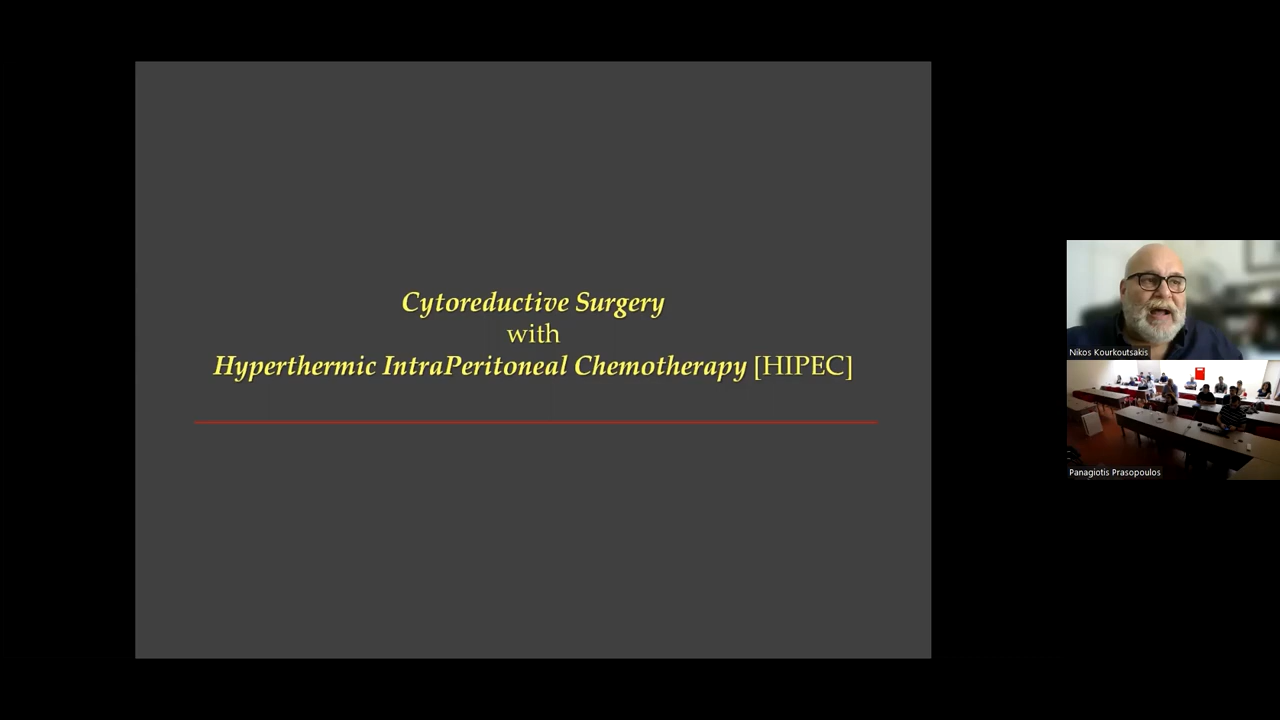 Cytoreductive Surgery
with
Hyperthermic IntraPeritoneal Chemotherapy [HIPEC]
Nikos Kourkoutsakis
Panagiotis Prasopoulos